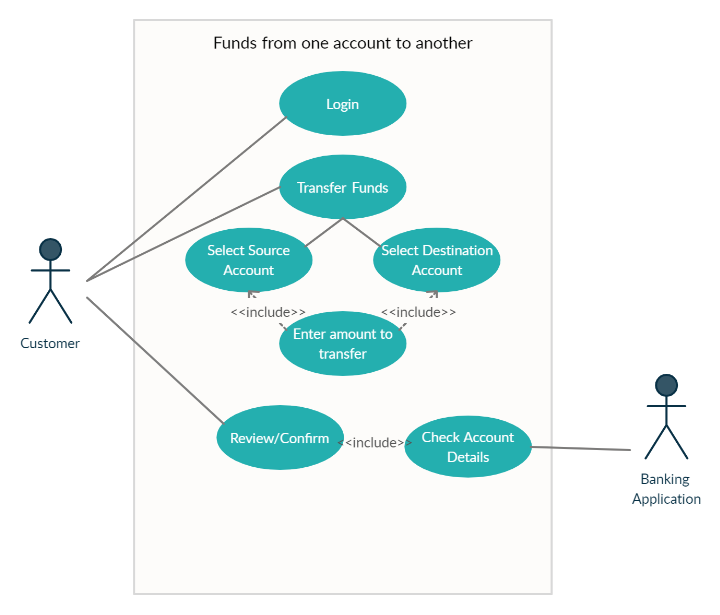 Funds from one account to another
Login
Transfer Funds
Select Source
Account
Select Destination
Account
<<include>>
<<include>>
Enter amount to
transfer
Customer
Review/Confirm
<<include>>
Check Account
Details
Banking
Application